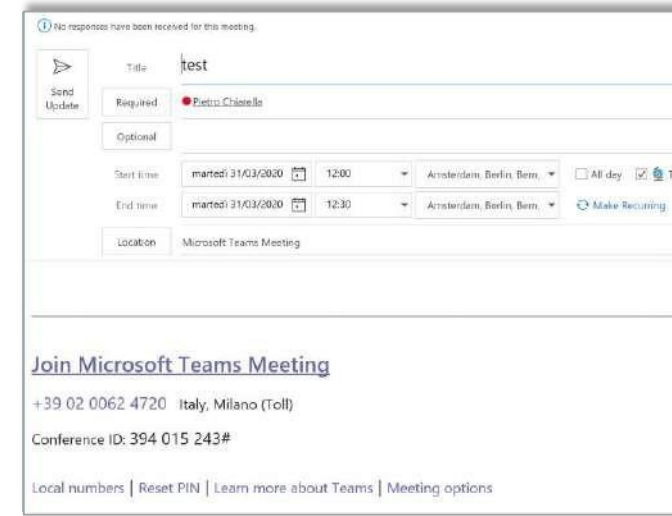 No responses have been received for this meeting.
Title test
Send Update
Required Pietro Chiarella
Optional
Start time martedì 31/03/2020 12:00 Amsterdam, Berlin, Bern, All day
End time martedì 31/03/2020 12:30 Amsterdam, Berlin, Bern, Make Recurring
Location Microsoft Teams Meeting
Join Microsoft Teams Meeting
+39 02 0062 4720 Italy, Milano (Toll)
Conference ID: 394 015 243#
Local numbers | Reset PIN | Learn more about Teams | Meeting options